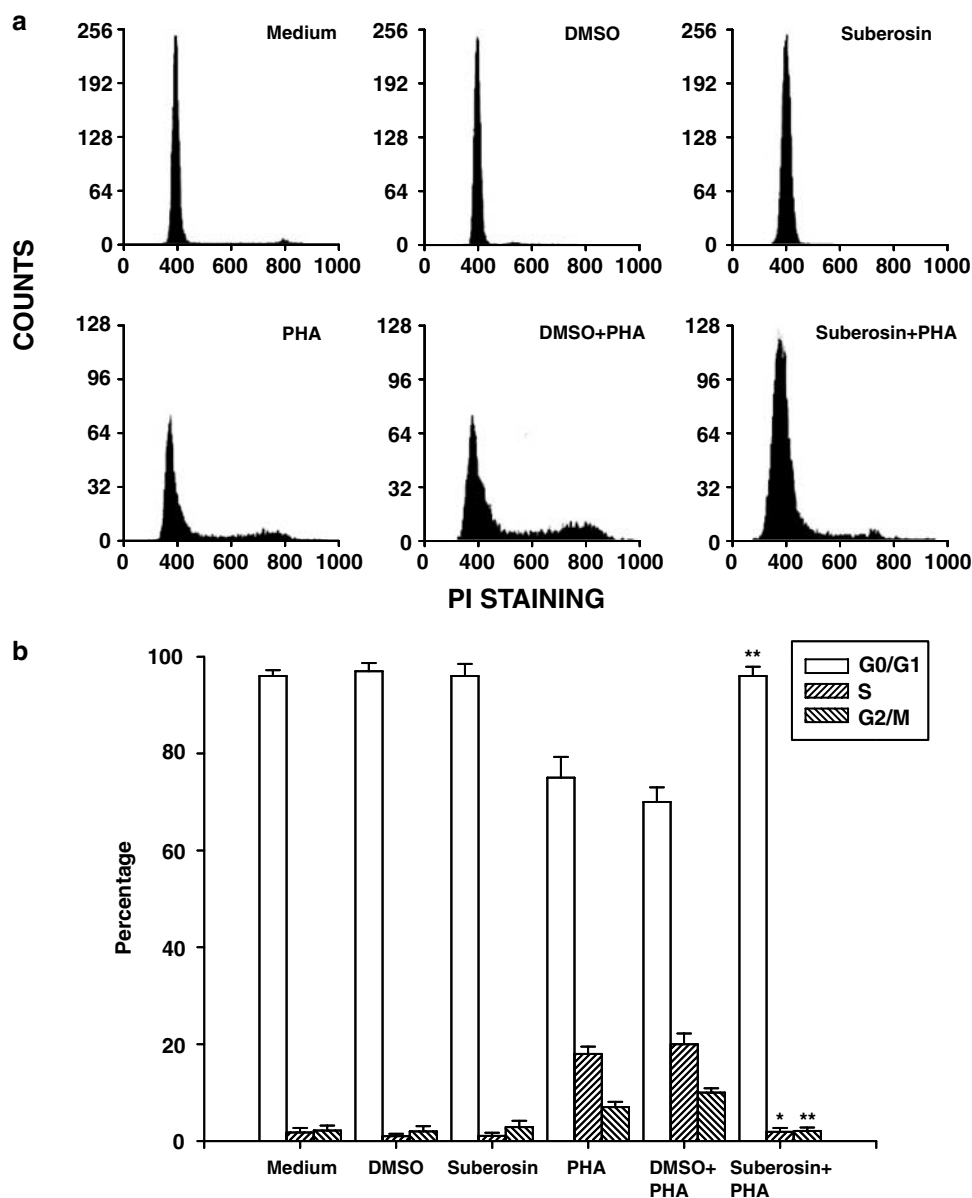 a
COUNTS
Medium
256
192
128
64
0
0 400 600 800 1000
DMSO
256
192
128
64
0
0 400 600 800 1000
Suberosin
256
192
128
64
0
0 400 600 800 1000
PHA
128
96
64
32
0
0 400 600 800 1000
DMSO+PHA
128
96
64
32
0
0 400 600 800 1000
Suberosin+PHA
128
96
64
32
0
0 400 600 800 1000
PI STAINING
b
Percentage
100
80
60
40
20
0
**
* **
G0/G1
S
G2/M
Medium
DMSO
Suberosin
PHA
DMSO+
PHA
Suberosin+
PHA